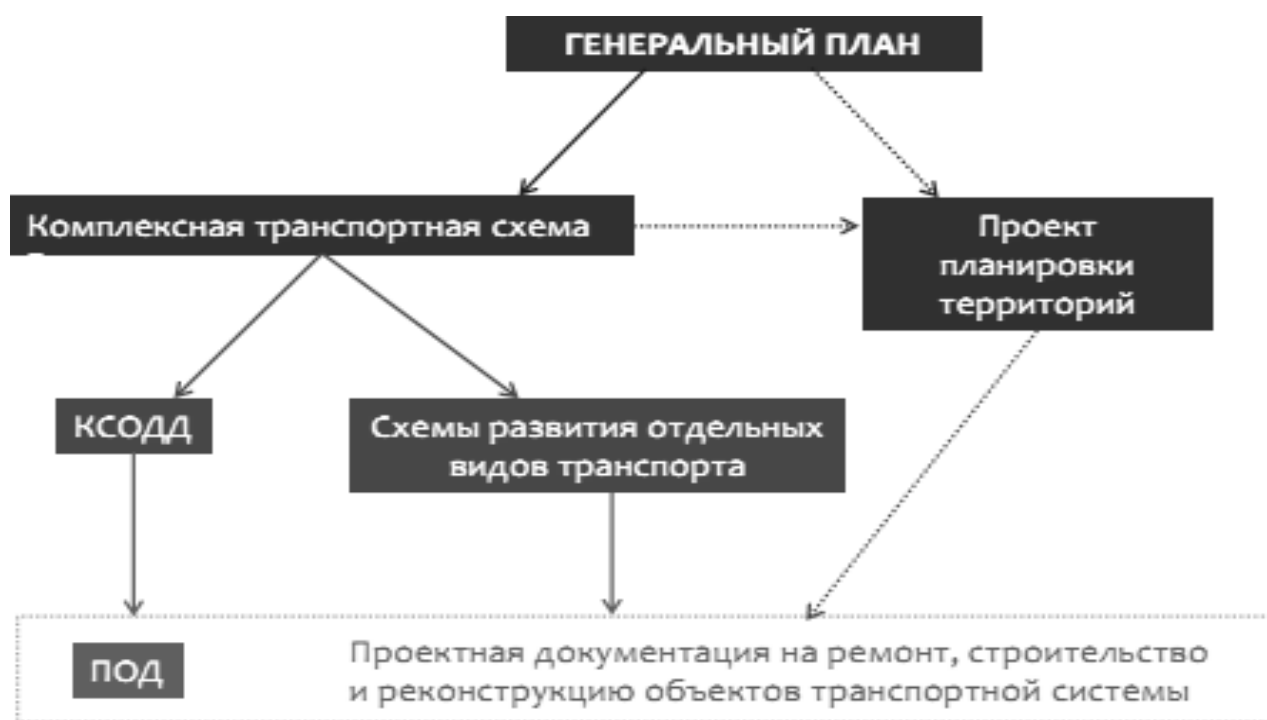 ГЕНЕРАЛЬНЫЙ ПЛАН
Комплексная транспортная схема
Проект
планировки
территорий
КСОДД
Схемы развития отдельных
видов транспорта
ПОД
Проектная документация на ремонт, строительство
и реконструкцию объектов транспортной системы